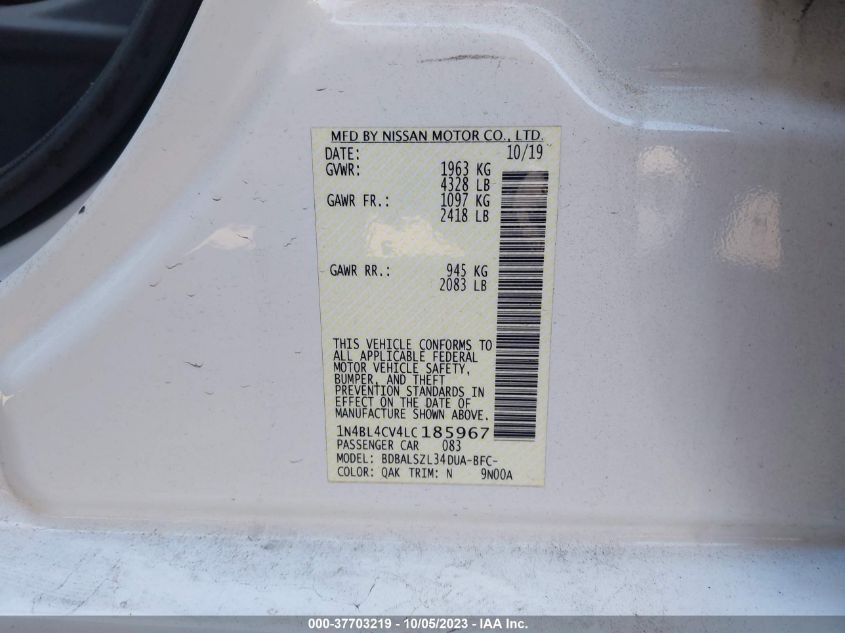 MFD BY NISSAN MOTOR CO., LTD.
DATE: 10/19
GVWR: 1963 KG
4328 LB
GAWR FR.: 1097 KG
2418 LB
GAWR RR.: 945 KG
2083 LB
THIS VEHICLE CONFORMS TO
ALL APPLICABLE FEDERAL
MOTOR VEHICLE SAFETY,
BUMPER, AND THEFT
PREVENTION STANDARDS IN
EFFECT ON THE DATE OF
MANUFACTURE SHOWN ABOVE.
1N4BL4CV4LC185967
PASSENGER CAR 083
MODEL: BDBALSZL34DUA-BFC-
COLOR: QAK TRIM: N 9N00A
000-37703219 - 10/05/2023 - IAA Inc.